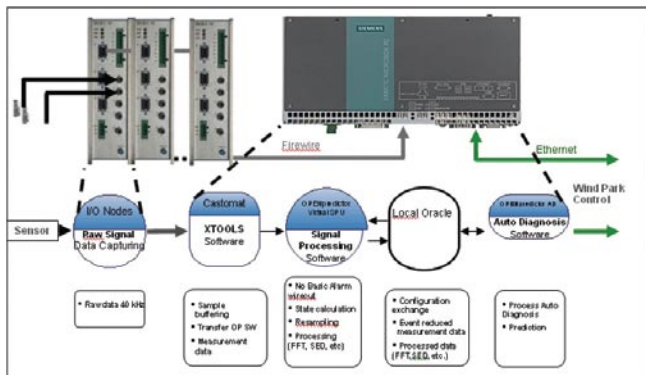 SIEMENS
Firewire
Ethernet
Wind Park
Control
Sensor
I/O Nodes
Raw Signal
Data Capturing
Castomat
XTOOLS
Software
Virtual CPU
Signal
Processing
Software
Local Oracle
Auto Diagnosis
Software
• Rawdata 40 kHz
• Sample
buffering
• Transfer OP SW
• Measurement
data
• No Basic Alarm
wireout
• State calculation
• Resampling
• Processing
(FFT, SED, etc)
• Configuration
exchange
• Event reduced
measurement data
• Processed data
(FFT,SED, etc.)
• Process Auto
Diagnosis
• Prediction